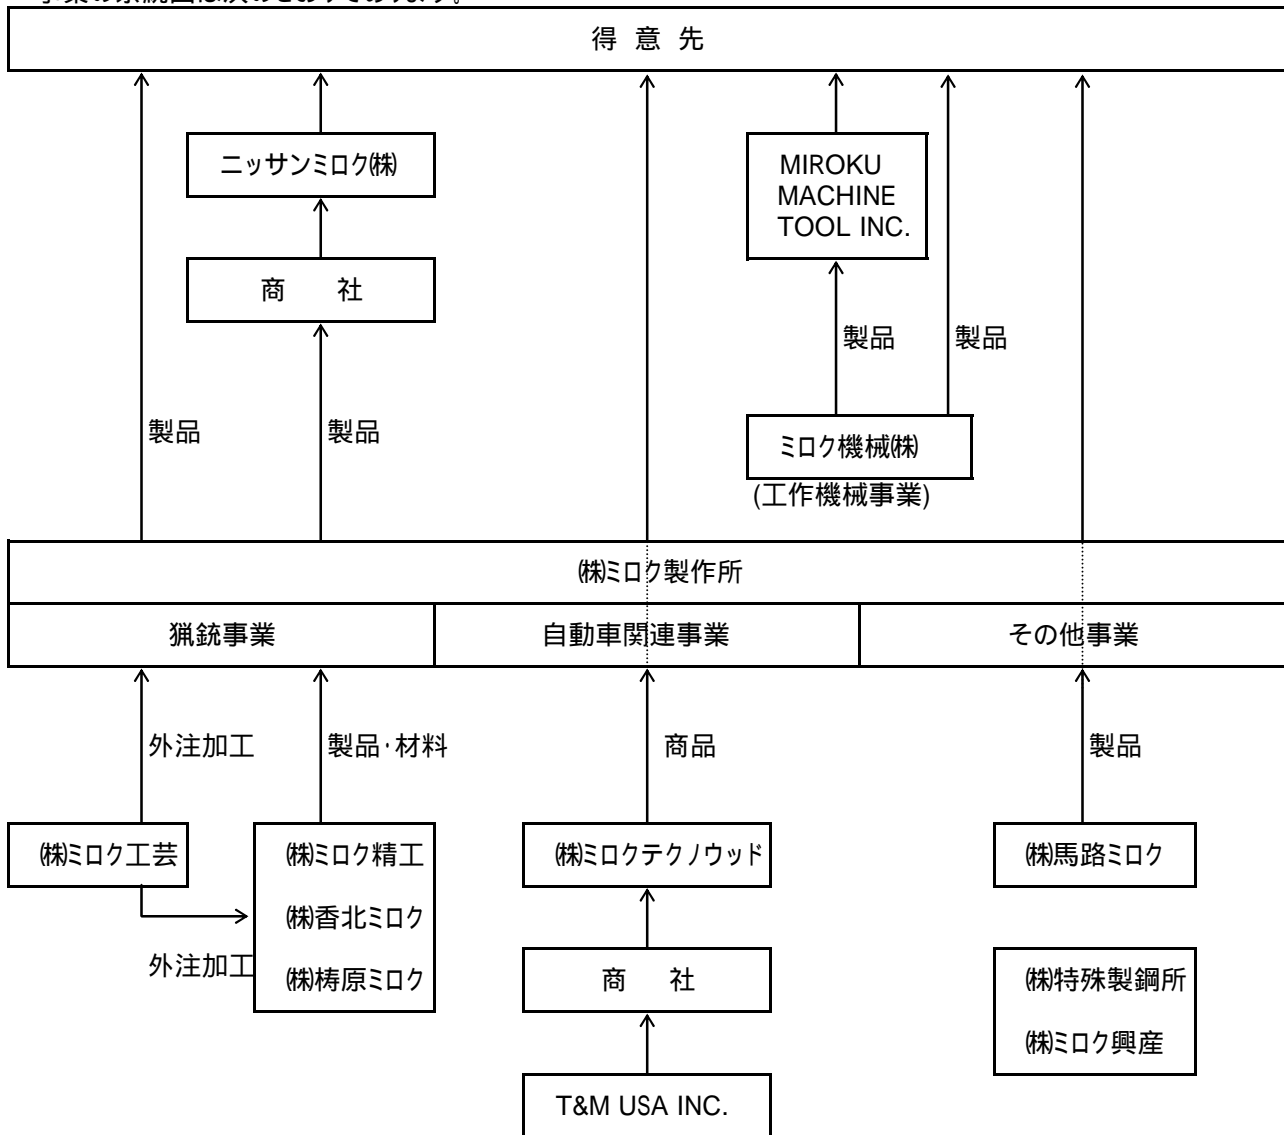 事業の系統図は次のとおりであります。
得 意 先
ニッサンミロク㈱
MIROKU
MACHINE
TOOL INC.
商　社
製品
製品
製品
製品
ミロク機械㈱
(工作機械事業)
㈱ミロク製作所
猟銃事業
自動車関連事業
その他事業
外注加工
製品・材料
商品
製品
㈱ミロク工芸
㈱ミロク精工
㈱ミロクテクノウッド
㈱馬路ミロク
㈱香北ミロク
外注加工
㈱梼原ミロク
商　社
㈱特殊製鋼所
㈱ミロク興産
T&M USA INC.